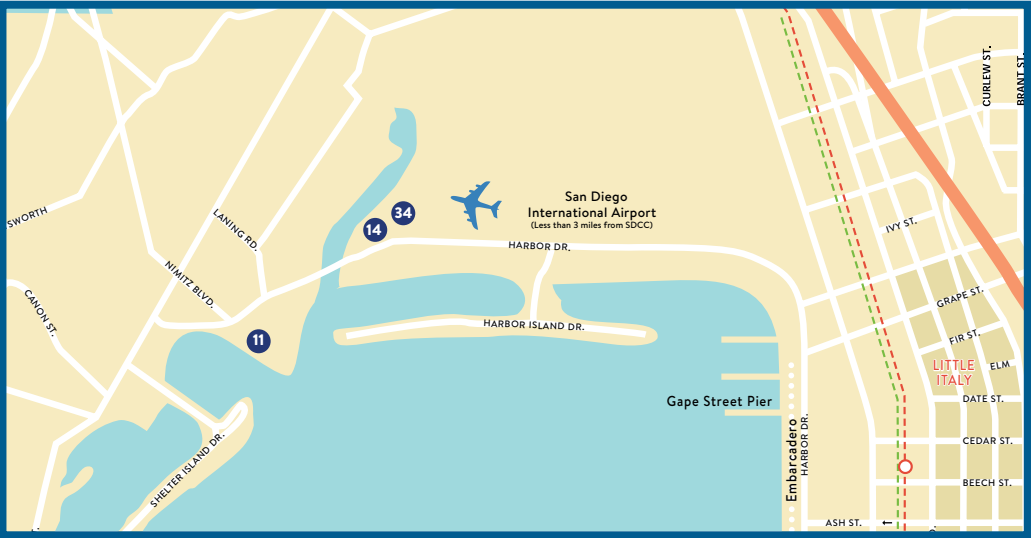 CURLEW ST.
BRANT ST.
SWORTH
LANING RD.
34
14
San Diego
International Airport
(Less than 3 miles from SDCC)
HARBOR DR.
IVY ST.
NIMITZ BLVD.
CANON ST.
GRAPE ST.
HARBOR ISLAND DR.
11
FIR ST.
LITTLE
ITALY
ELM
Gape Street Pier
DATE ST.
Embarcadero
HARBOR DR.
CEDAR ST.
SHELTER ISLAND DR.
BEECH ST.
ASH ST.